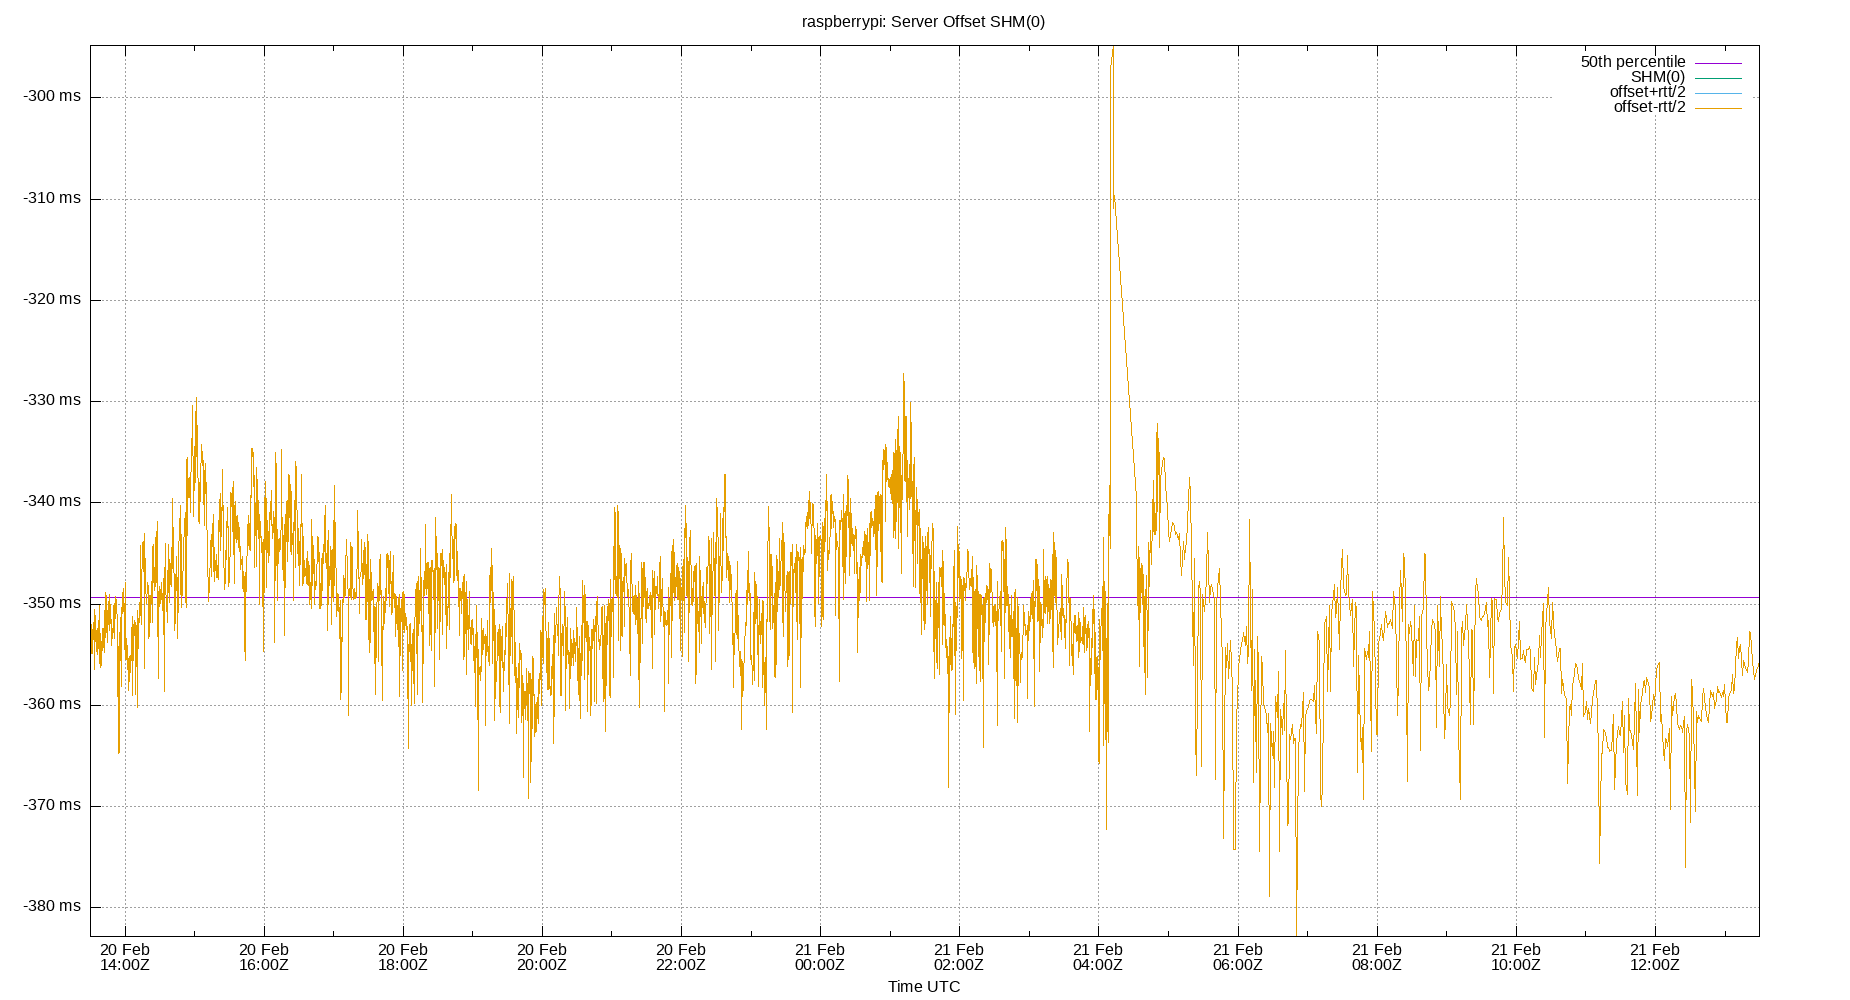 raspberrypi: Server Offset SHM(0)
50th percentile
SHM(0)
offset+rtt/2
offset-rtt/2
-300 ms
-310 ms
-320 ms
-330 ms
-340 ms
-350 ms
-360 ms
-370 ms
-380 ms
20 Feb 20 Feb 20 Feb 20 Feb 20 Feb 21 Feb 21 Feb 21 Feb 21 Feb 21 Feb 21 Feb 21 Feb
14:00Z 16:00Z 18:00Z 20:00Z 22:00Z 00:00Z 02:00Z 04:00Z 06:00Z 08:00Z 10:00Z 12:00Z
Time UTC